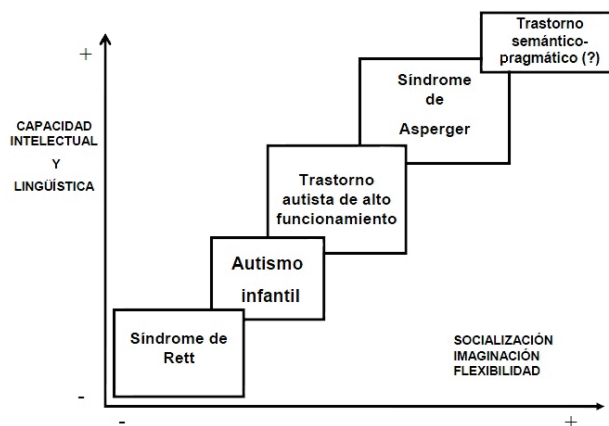 Trastorno
semántico-
pragmático (?)
+
Síndrome
de
Asperger
CAPACIDAD
INTELECTUAL
Y
LINGÜÍSTICA
Trastorno
autista de alto
funcionamiento
Autismo
infantil
Síndrome de
Rett
SOCIALIZACIÓN
IMAGINACIÓN
FLEXIBILIDAD
-
-
+